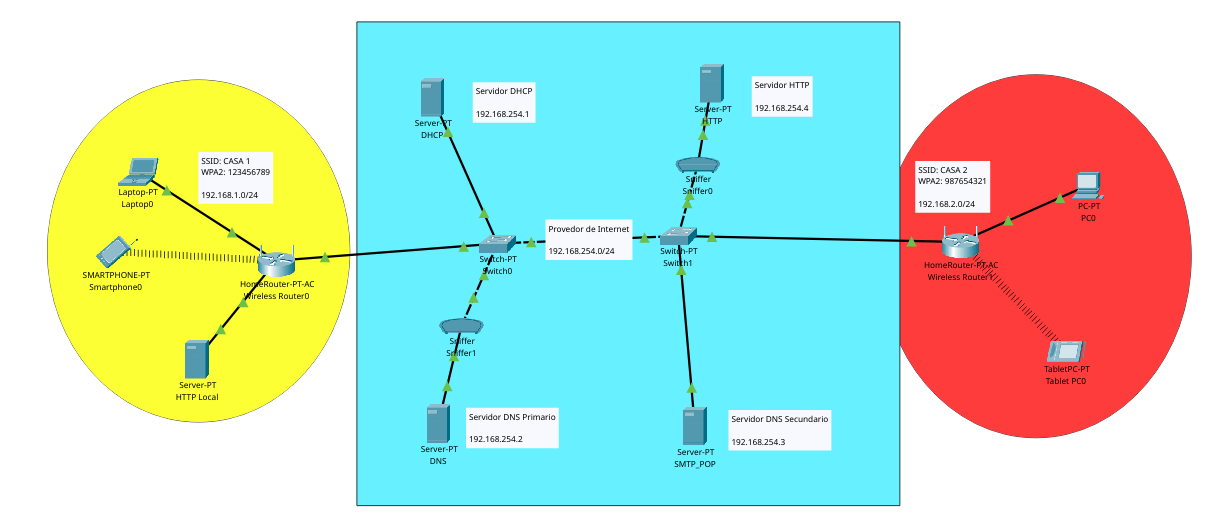 SSID: CASA 1
WPA2: 123456789
192.168.1.0/24
Laptop-PT
Laptop0
SMARTPHONE-PT
Smartphone0
HomeRouter-PT-AC
Wireless Router0
Server-PT
HTTP Local
Servidor DHCP
192.168.254.1
Server-PT
DHCP
Servidor HTTP
192.168.254.4
Server-PT
HTTP
Sniffer
Sniffer0
Provedor de Internet
192.168.254.0/24
Switch-PT
Switch0
Switch-PT
Switch1
Sniffer
Sniffer1
Servidor DNS Primario
192.168.254.2
Server-PT
DNS
Servidor DNS Secundario
192.168.254.3
Server-PT
SMTP_POP
SSID: CASA 2
WPA2: 987654321
192.168.2.0/24
PC-PT
PC0
HomeRouter-PT-AC
Wireless Router1
TabletPC-PT
Tablet PC0